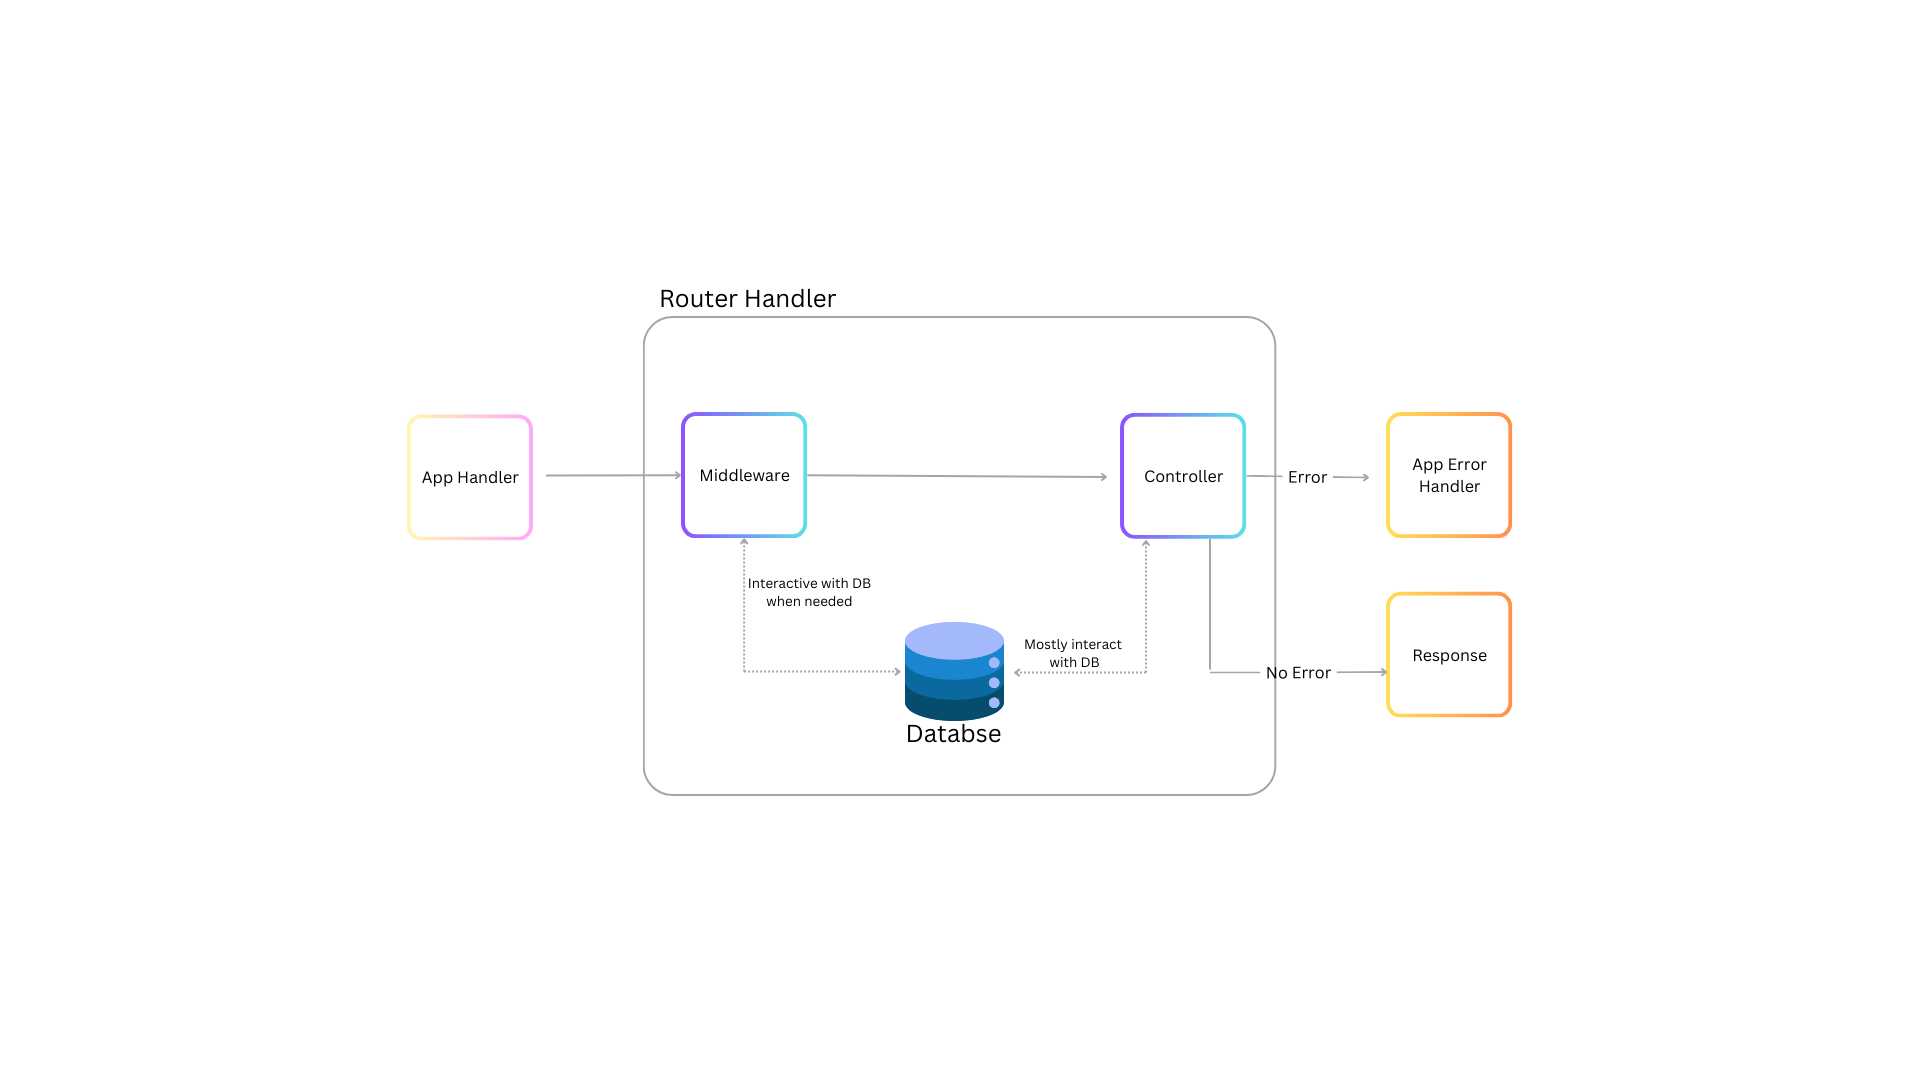 Router Handler
App Handler
Middleware
Controller
Error
App Error
Handler
Interactive with DB
when needed
Mostly interact
with DB
No Error
Response
Databse